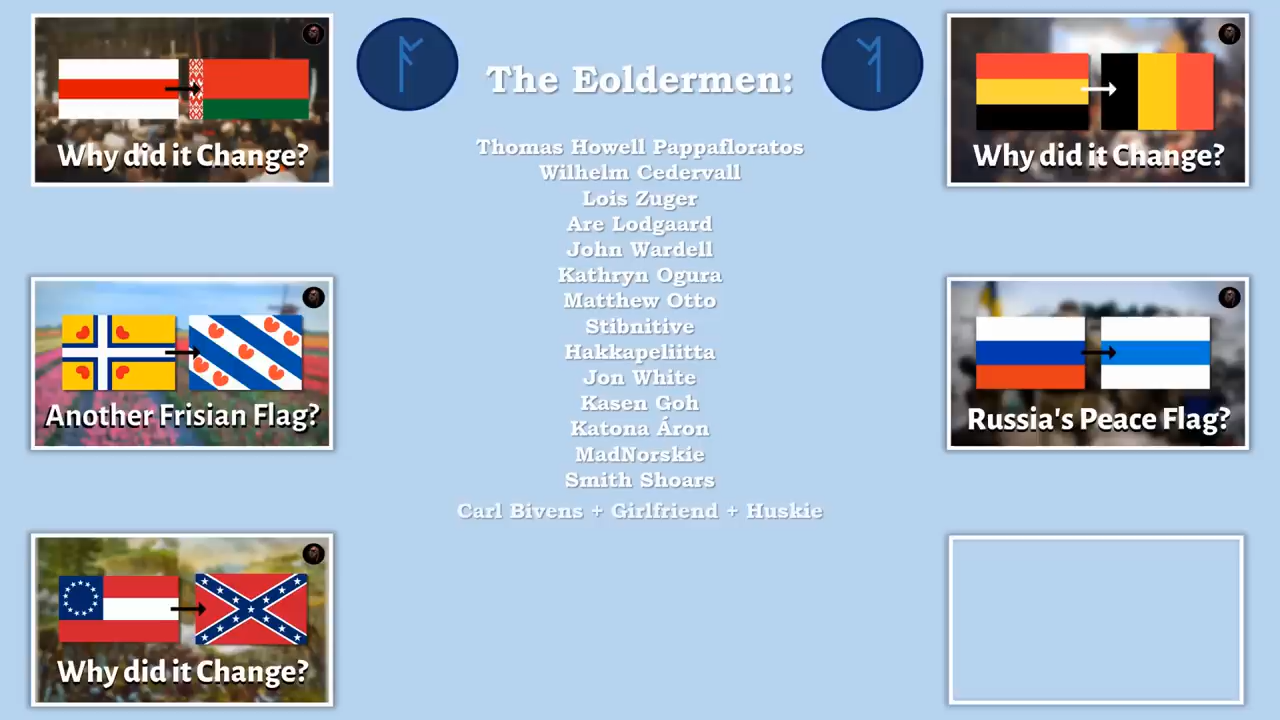 Why did it Change?
Another Frisian Flag?
Why did it Change?
The Eoldermen:
Thomas Howell Pappafloratos
Wilhelm Cedervall
Lois Zuger
Are Lodgaard
John Wardell
Kathryn Ogura
Matthew Otto
Stibnitive
Hakkapeliitta
Jon White
Kasen Goh
Katona Áron
MadNorskie
Smith Shoars
Carl Bivens + Girlfriend + Huskie
Why did it Change?
Russia's Peace Flag?